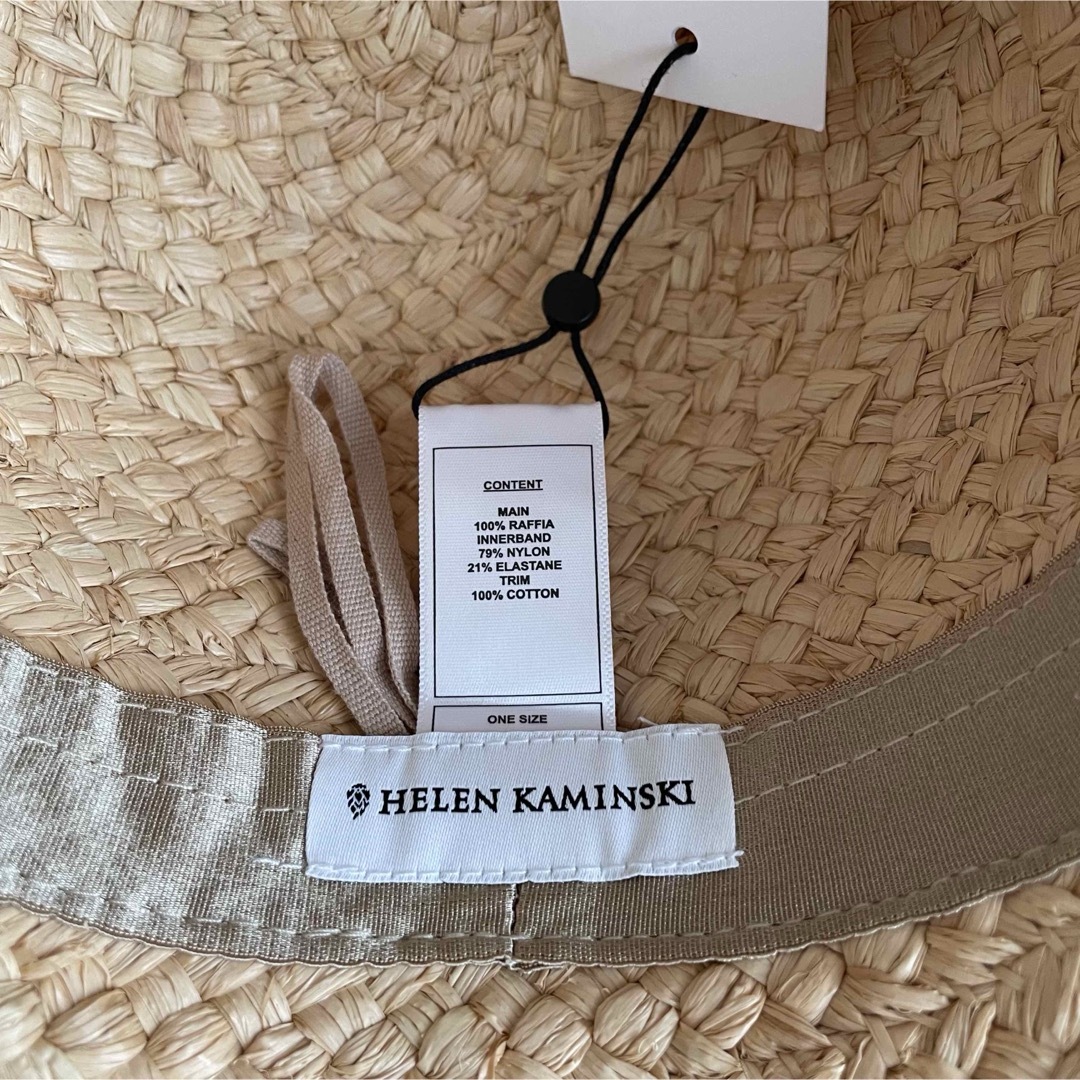 CONTENT
MAIN
100% RAFFIA
INNERBAND
79% NYLON
21% ELASTANE
TRIM
100% COTTON
ONE SIZE
HELEN KAMINSKI